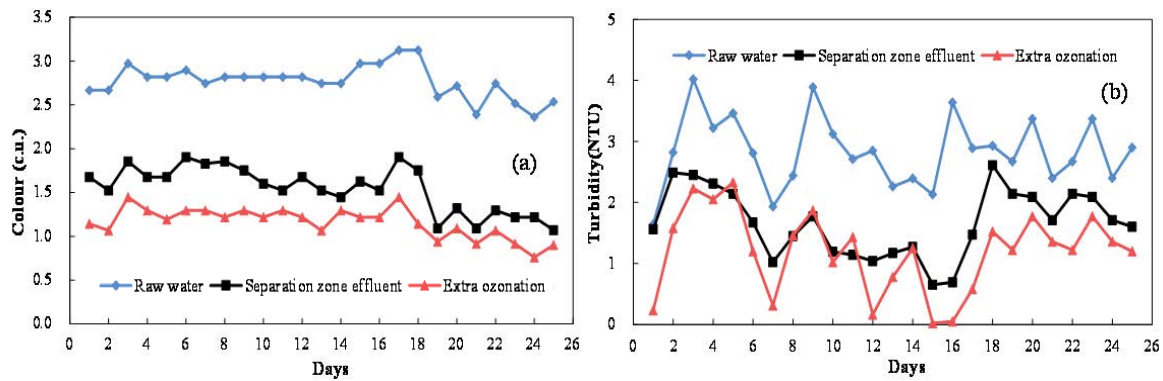 3.5
3.0
2.5
2.0
1.5
1.0
0.5
0.0
Colour (c.u.)
(a)
Raw water Separation zone effluent Extra ozonation
0 2 4 6 8 10 12 14 16 18 20 22 24 26
Days
5
4
3
2
1
0
Turbidity(NTU)
Raw water Separation zone effluent Extra ozonation
(b)
0 2 4 6 8 10 12 14 16 18 20 22 24 26
Days